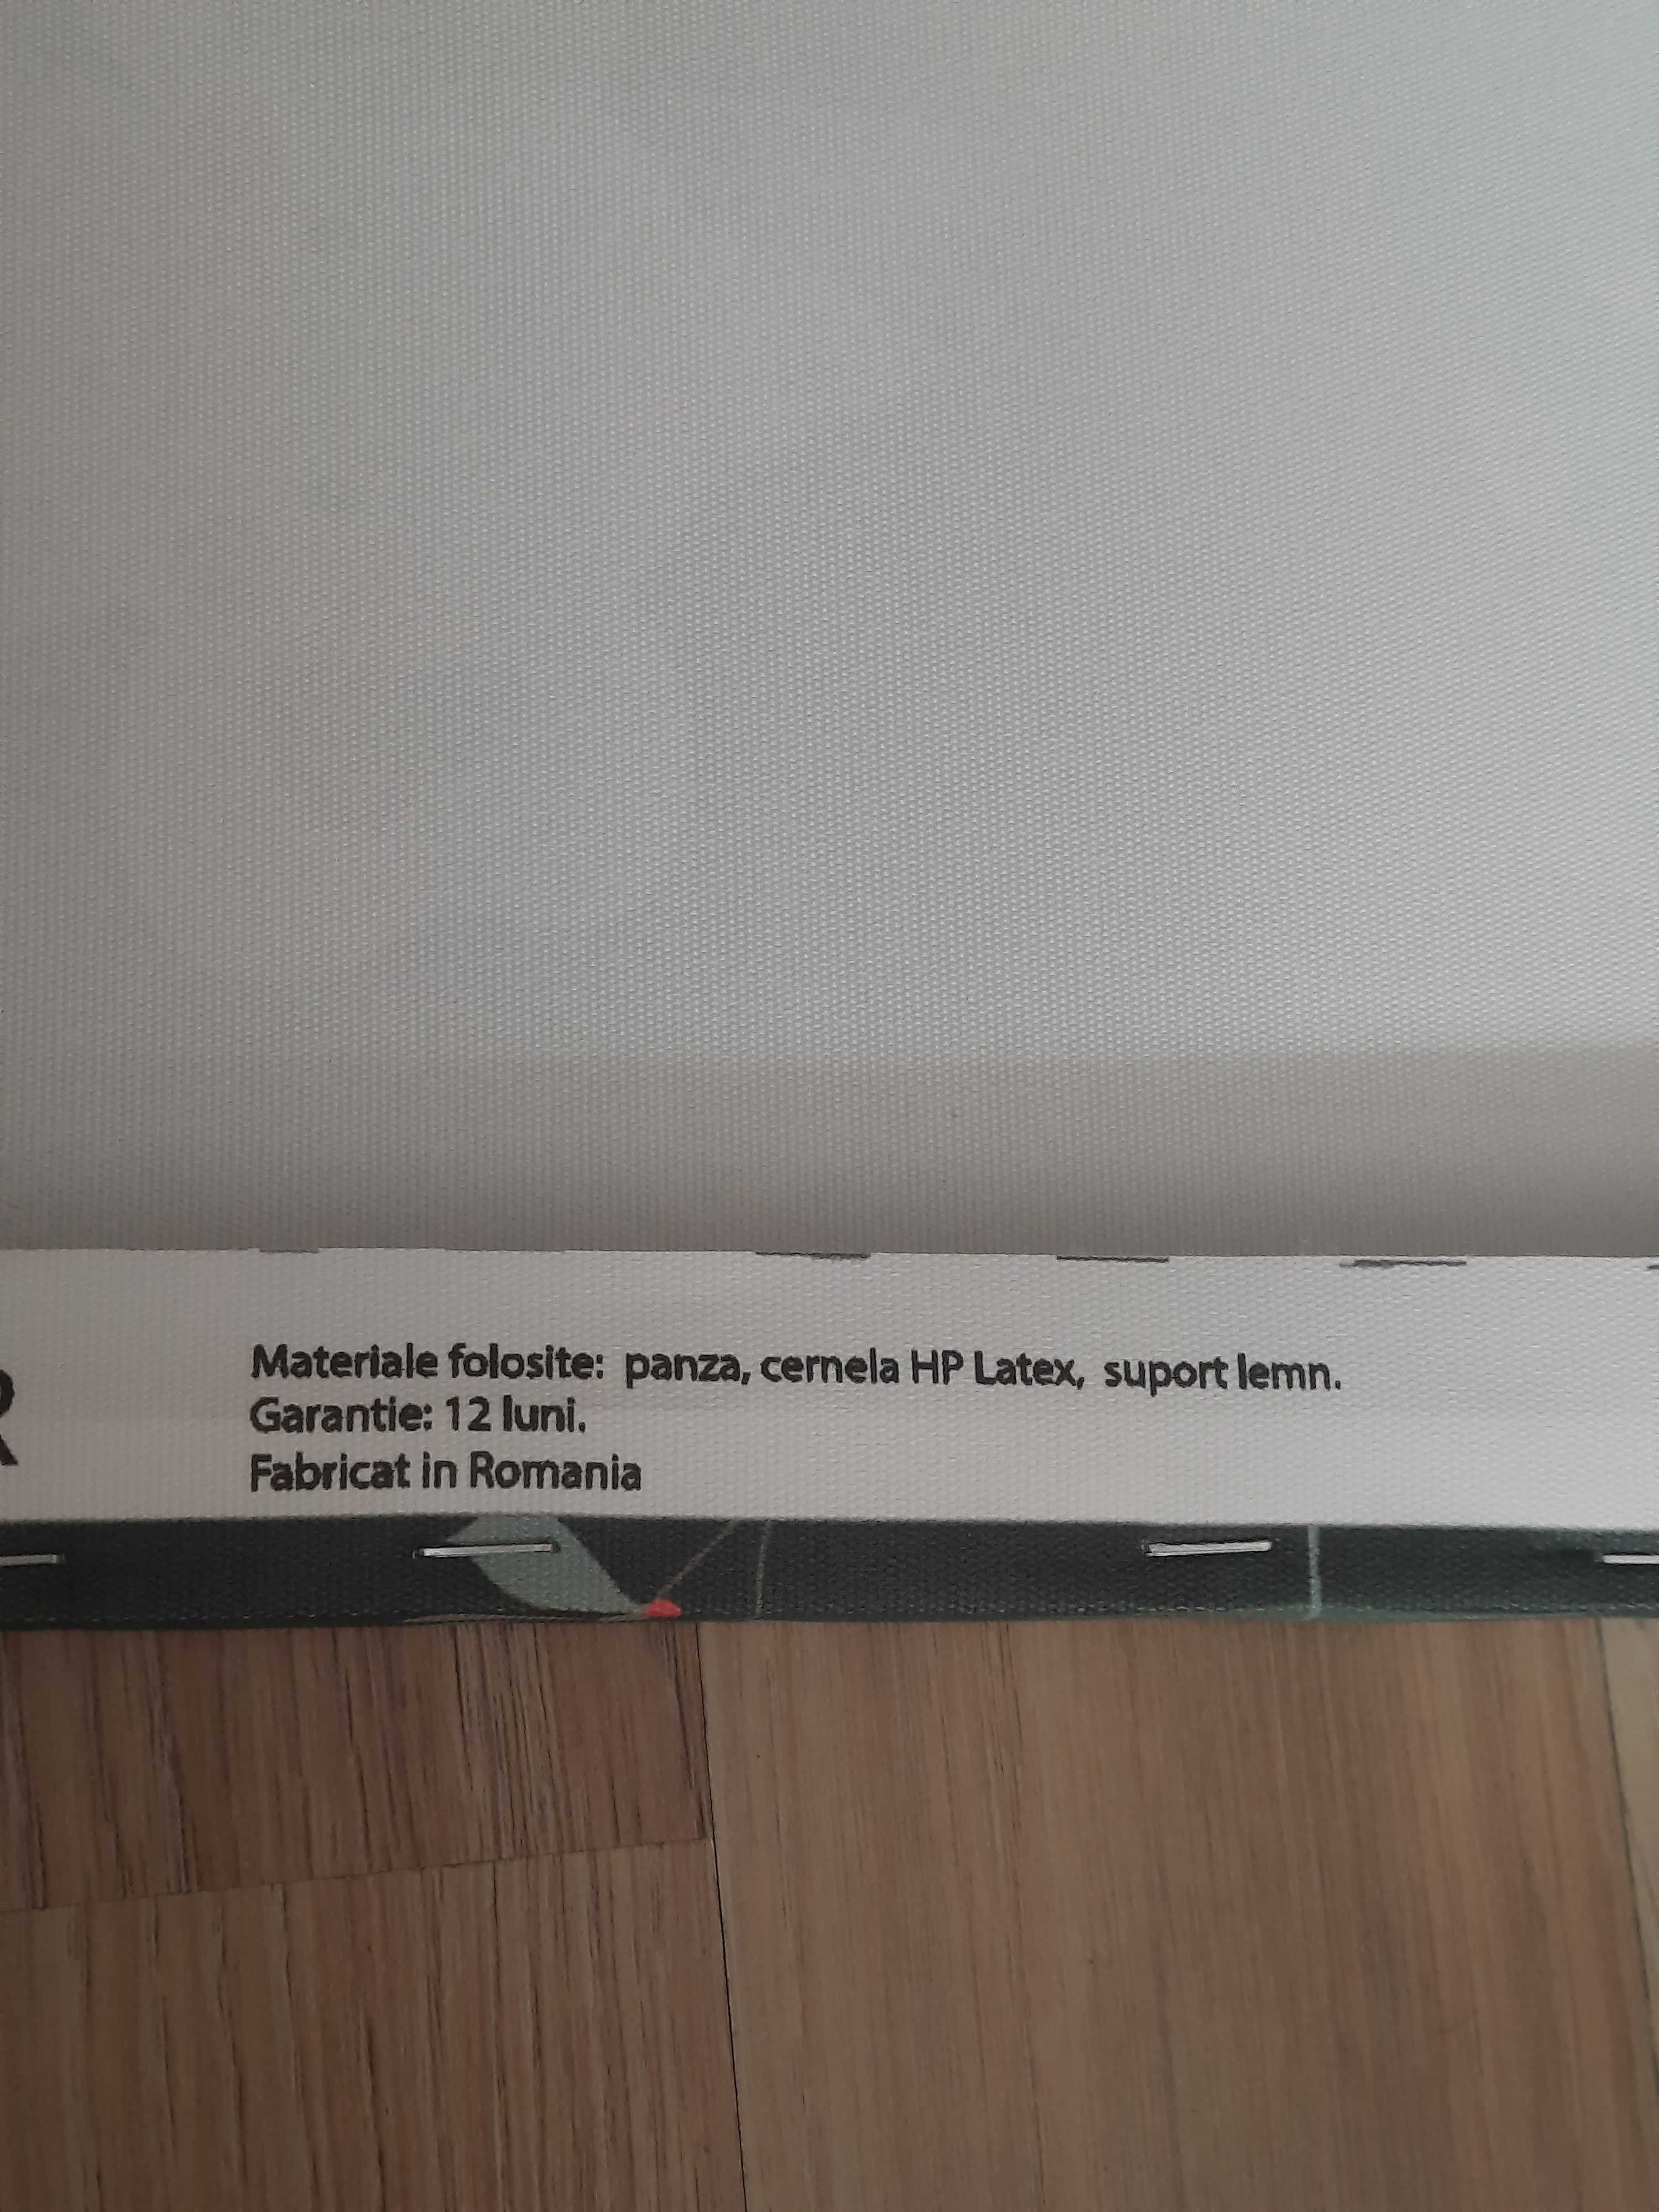 R
Materiale folosite: panza, cernela HP Latex, suport lemn.
Garantie: 12 luni.
Fabricat in Romania